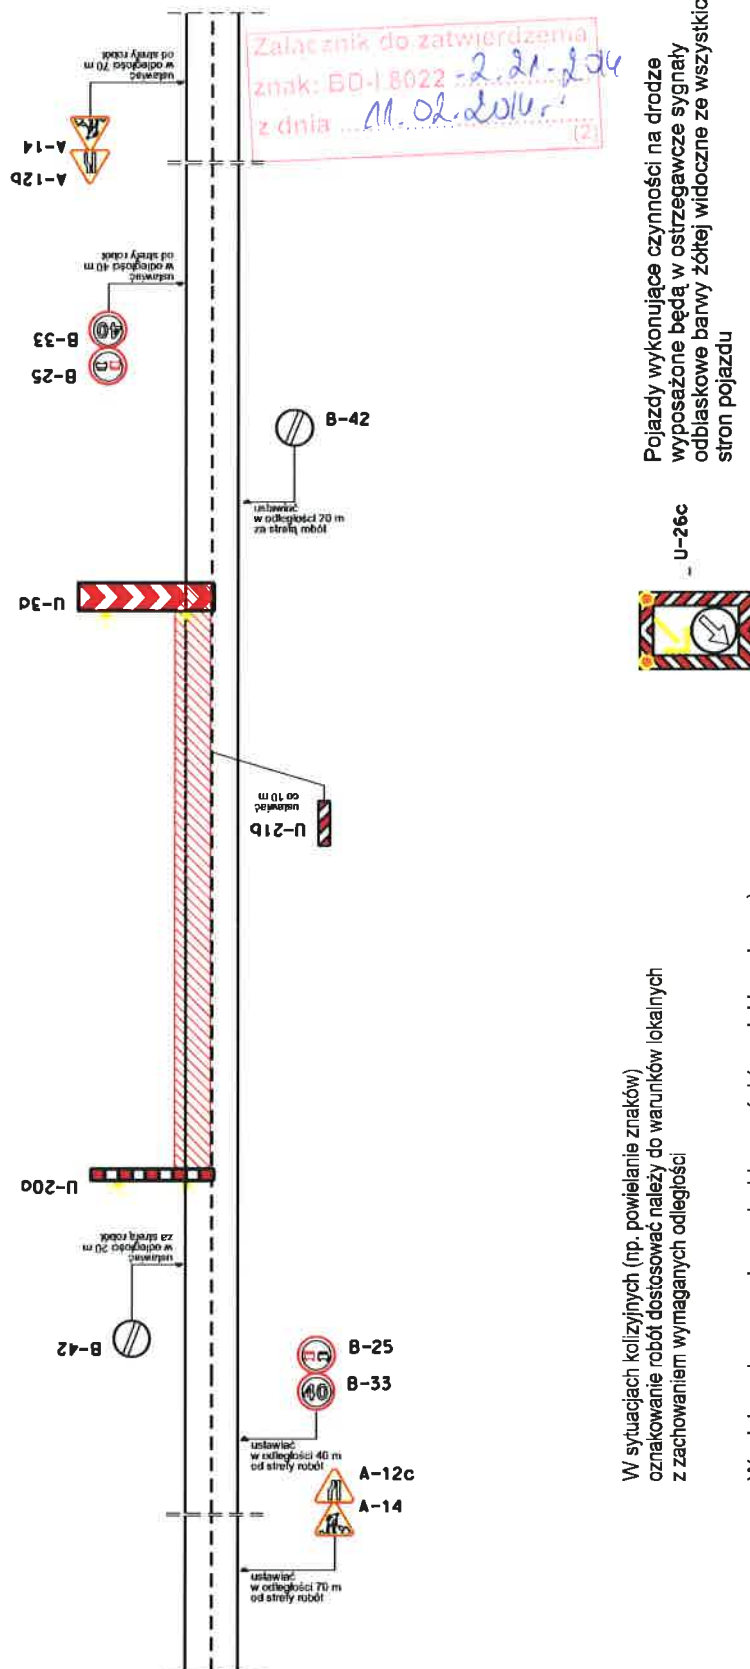 Załącznik do zatwierdzenia
znak: BD-I.8022 -2.21-2014
z dnia 11.02.2014r.
(2)
ustawiać
w odległości 70 m
od strefy robót
A-14
A-12b
ustawiać
w odległości 40 m
od strefy robót
B-33
40
B-25
B-42
ustawiać
w odległości 20 m
za strefą robót
U-3d
U-21b
ustawiać
co 10 m
U-20a
ustawiać
w odległości 20 m
za strefą robót
B-42
B-25
B-33
40
ustawiać
w odległości 40 m
od strefy robót
A-12c
A-14
ustawiać
w odległości 70 m
od strefy robót
- U-26c
Pojazdy wykonujące czynności na drodze
wyposażone będą w ostrzegawcze sygnały
odblaskowe barwy żółtej widoczne ze wszystkic
stron pojazdu
W sytuacjach kolizyjnych (np. powielanie znaków)
oznakowanie robót dostosować należy do warunków lokalnych
z zachowaniem wymaganych odległości